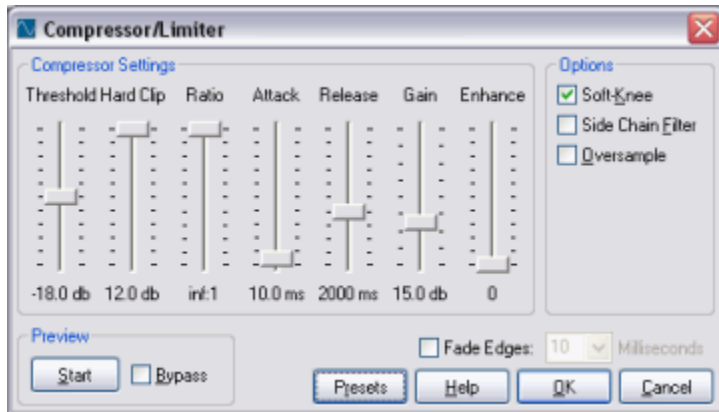 Compressor/Limiter
Compressor Settings
Threshold Hard Clip Ratio Attack Release Gain Enhance
-18.0 db 12.0 db inf:1 10.0 ms 2000 ms 15.0 db 0
Options
Soft-Knee
Side Chain Filter
Oversample
Preview
Start Bypass
Fade Edges: 10 Milliseconds
Presets Help OK Cancel